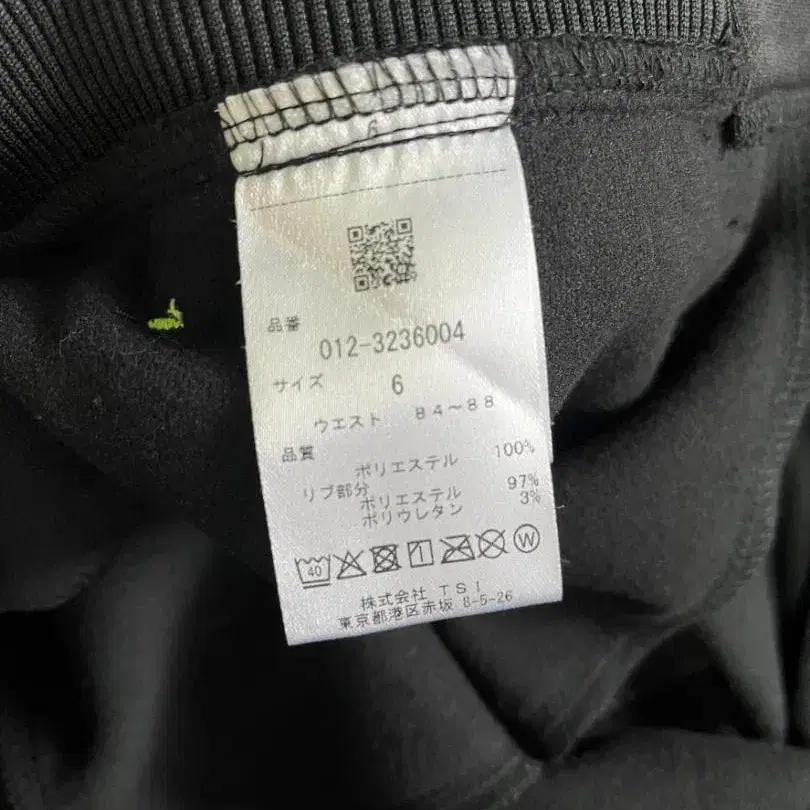 6
品番
012-3236004
サイズ 6
ウエスト 84～88
品質
ポリエステル 100%
リブ部分
ポリエステル 97%
ポリウレタン 3%
40 W
株式会社 TSI
東京都港区赤坂 8-5-26